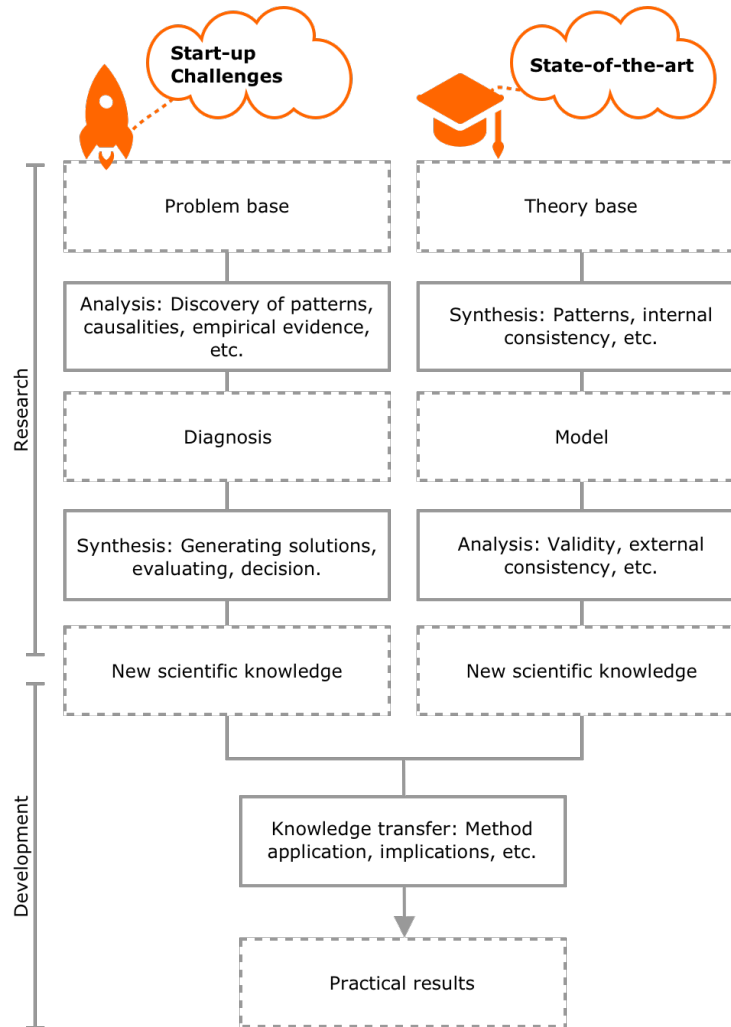 Start-up
Challenges
State-of-the-art
Problem base
Theory base
Analysis: Discovery of patterns,
causalities, empirical evidence,
etc.
Synthesis: Patterns, internal
consistency, etc.
Research
Diagnosis
Model
Synthesis: Generating solutions,
evaluating, decision.
Analysis: Validity, external
consistency, etc.
New scientific knowledge
New scientific knowledge
Development
Knowledge transfer: Method
application, implications, etc.
Practical results